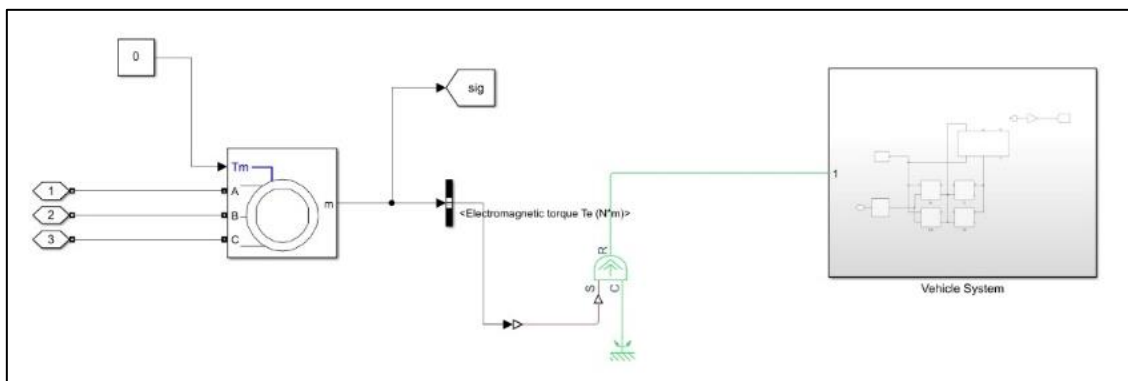 0
sig
Tm
1
A
2
B
m
3
C
<Electromagnetic torque Te (N*m)>
R
S
C
1
Vehicle System